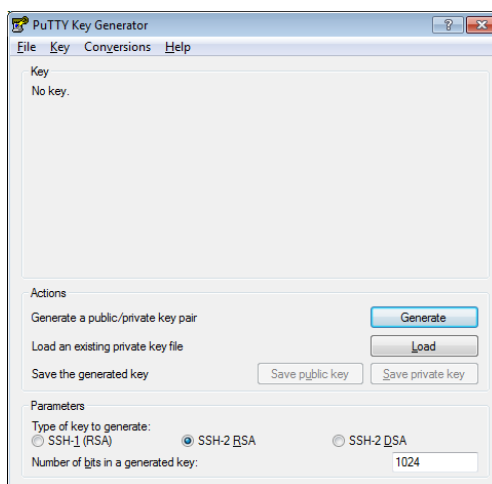 PuTTY Key Generator
File Key Conversions Help
Key
No key.
Actions
Generate a public/private key pair Generate
Load an existing private key file Load
Save the generated key Save public key Save private key
Parameters
Type of key to generate:
SSH-1 (RSA) SSH-2 RSA SSH-2 DSA
Number of bits in a generated key: 1024